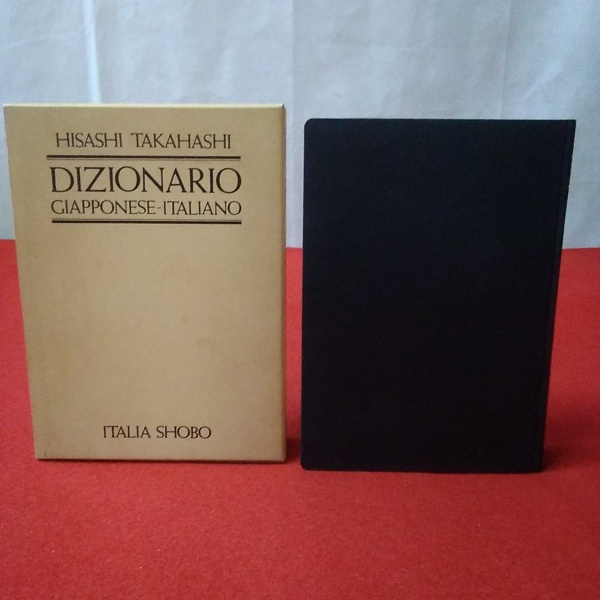 HISASHI TAKAHASHI
DIZIONARIO
GIAPPONESE-ITALIANO
ITALIA SHOBO